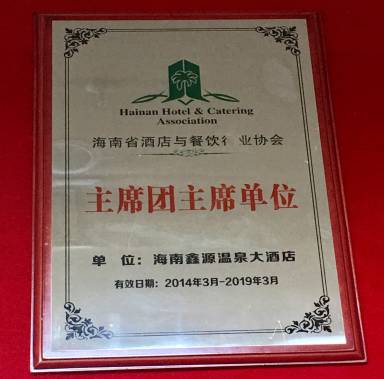 Hainan Hotel & Catering
Association
海南省酒店与餐饮行业协会
主席团主席单位
单 位：海南鑫源温泉大酒店
有效日期：2014年3月-2019年3月